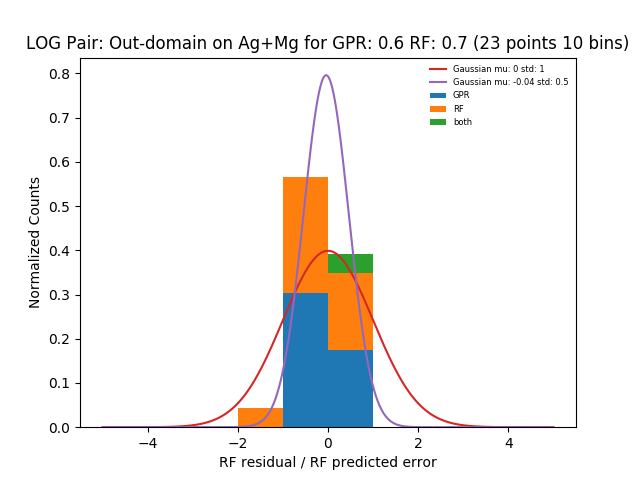 LOG Pair: Out-domain on Ag+Mg for GPR: 0.6 RF: 0.7 (23 points 10 bins)
Gaussian mu: 0 std: 1
Gaussian mu: -0.04 std: 0.5
GPR
RF
both
Normalized Counts
0.8
0.7
0.6
0.5
0.4
0.3
0.2
0.1
0.0
−4 −2 0 2 4
RF residual / RF predicted error